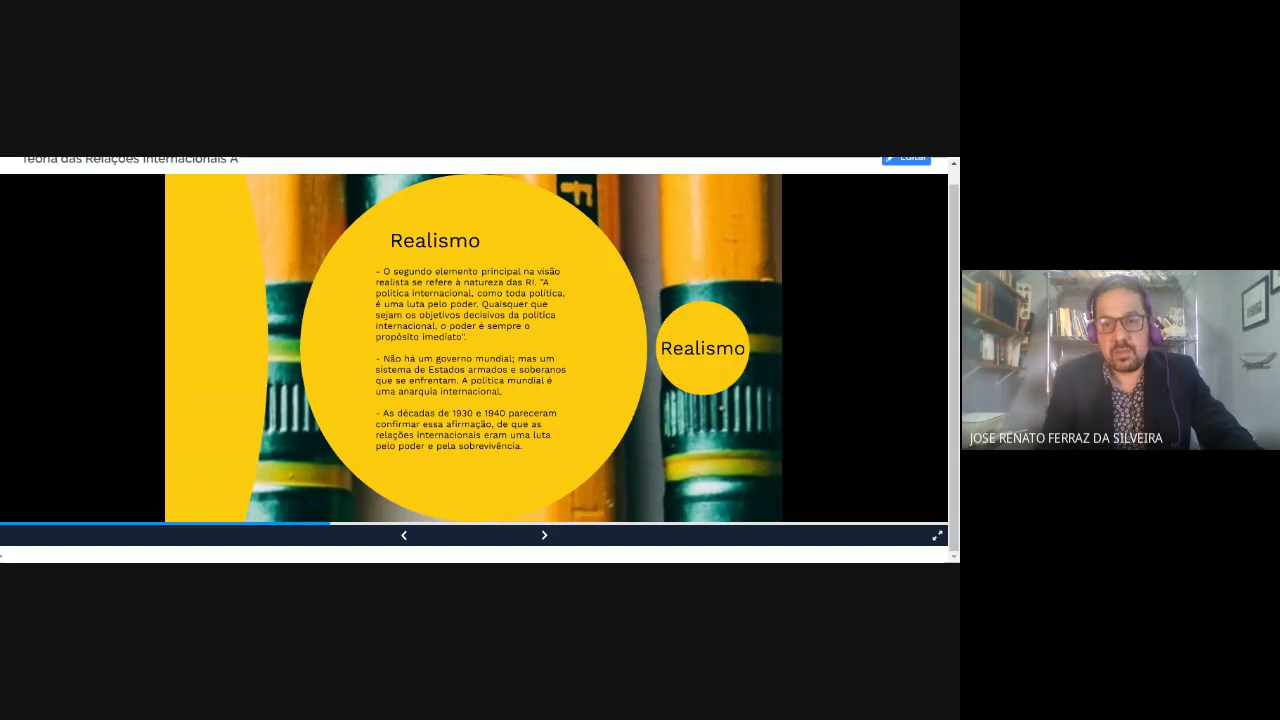 Teoria das Relações Internacionais A
Editar
Realismo
- O segundo elemento principal na visão
realista se refere à natureza das RI. "A
política internacional, como toda política,
é uma luta pelo poder. Quaisquer que
sejam os objetivos decisivos da política
internacional, o poder é sempre o
propósito imediato".
- Não há um governo mundial; mas um
sistema de Estados armados e soberanos
que se enfrentam. A política mundial é
uma anarquia internacional.
- As décadas de 1930 e 1940 pareceram
confirmar essa afirmação, de que as
relações internacionais eram uma luta
pelo poder e pela sobrevivência.
Realismo
F
JOSE RENATO FERRAZ DA SILVEIRA